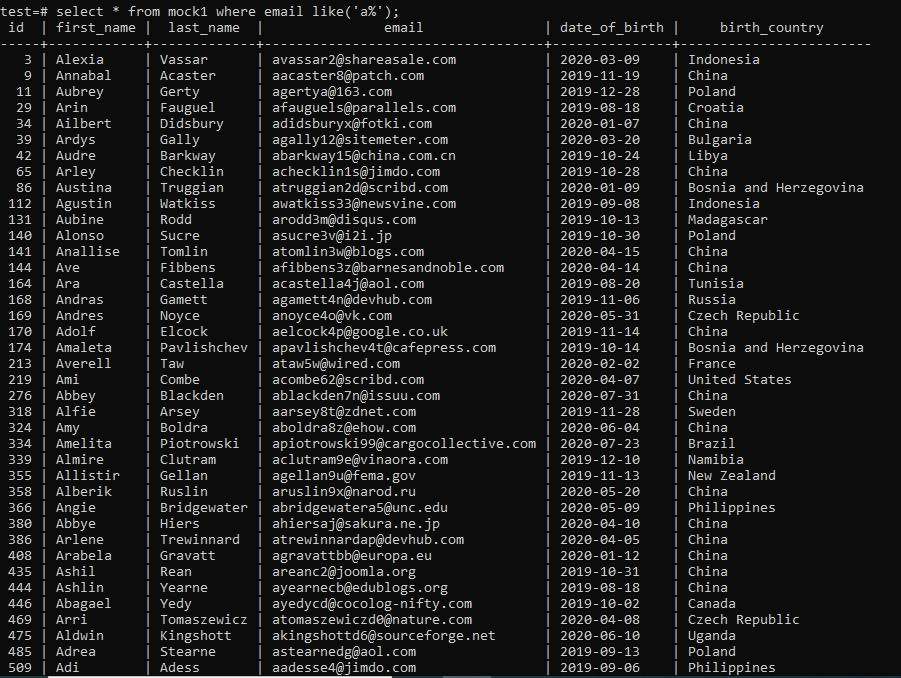 test=# select * from mock1 where email like('a%');
id | first_name | last_name | email | date_of_birth | birth_country
-----+------------+-------------+----------------------------------+---------------+------------------------
3 | Alexia | Vassar | avassar2@shareasale.com | 2020-03-09 | Indonesia
9 | Annabal | Acaster | aacaster8@patch.com | 2019-11-19 | China
11 | Aubrey | Gerty | agertya@163.com | 2019-12-28 | Poland
29 | Arin | Fauguel | afauguels@parallels.com | 2019-08-18 | Croatia
34 | Ailbert | Didsbury | adidsburyx@fotki.com | 2020-01-07 | China
39 | Ardys | Gally | agally12@sitemeter.com | 2020-03-20 | Bulgaria
42 | Audre | Barkway | abarkway15@china.com.cn | 2019-10-24 | Libya
65 | Arley | Checklin | achecklin1s@jimdo.com | 2019-10-28 | China
86 | Austina | Truggian | atruggian2d@scribd.com | 2020-01-09 | Bosnia and Herzegovina
112 | Agustin | Watkiss | awatkiss33@newsvine.com | 2019-09-08 | Indonesia
131 | Aubine | Rodd | arodd3m@disqus.com | 2019-10-13 | Madagascar
140 | Alonso | Sucre | asucre3v@i2i.jp | 2019-10-30 | Poland
141 | Anallise | Tomlin | atomlin3w@blogs.com | 2020-04-15 | China
144 | Ave | Fibbens | afibbens3z@barnesandnoble.com | 2020-04-14 | China
164 | Ara | Castella | acastella4j@aol.com | 2019-08-20 | Tunisia
168 | Andras | Gamett | agamett4n@devhub.com | 2019-11-06 | Russia
169 | Andres | Noyce | anoyce4o@vk.com | 2020-05-31 | Czech Republic
170 | Adolf | Elcock | aelcock4p@google.co.uk | 2019-11-14 | China
174 | Amaleta | Pavlishchev | apavlishchev4t@cafepress.com | 2019-10-14 | Bosnia and Herzegovina
213 | Averell | Taw | ataw5w@wired.com | 2020-02-02 | France
219 | Ami | Combe | acombe62@scribd.com | 2020-04-07 | United States
276 | Abbey | Blackden | ablackden7n@issuu.com | 2020-07-31 | China
318 | Alfie | Arsey | aarsey8t@zdnet.com | 2019-11-28 | Sweden
324 | Amy | Boldra | aboldra8z@ehow.com | 2020-06-04 | China
334 | Amelita | Piotrowski | apiotrowski99@cargocollective.com | 2020-07-23 | Brazil
339 | Almire | Clutram | aclutram9e@vinaora.com | 2019-12-10 | Namibia
355 | Allistir | Gellan | agellan9u@fema.gov | 2019-11-13 | New Zealand
358 | Alberik | Ruslin | aruslin9x@narod.ru | 2020-05-20 | China
366 | Angie | Bridgewater | abridgewatera5@unc.edu | 2020-05-09 | Philippines
380 | Abbye | Hiers | ahiersaj@sakura.ne.jp | 2020-04-10 | China
386 | Arlene | Trewinnard | atrewinnardap@devhub.com | 2020-04-05 | China
408 | Arabela | Gravatt | agravattbb@europa.eu | 2020-01-12 | China
435 | Ashil | Rean | areanc2@joomla.org | 2019-10-31 | China
444 | Ashlin | Yearne | ayearnecb@edublogs.org | 2019-08-18 | China
446 | Abagael | Yedy | ayedycd@cocolog-nifty.com | 2019-10-02 | Canada
469 | Arri | Tomaszewicz | atomaszewiczd0@nature.com | 2020-04-08 | Czech Republic
475 | Aldwin | Kingshott | akingshottd6@sourceforge.net | 2020-06-10 | Uganda
485 | Adrea | Stearne | astearnedg@aol.com | 2019-09-13 | Poland
509 | Adi | Adess | aadesse4@jimdo.com | 2019-09-06 | Philippines